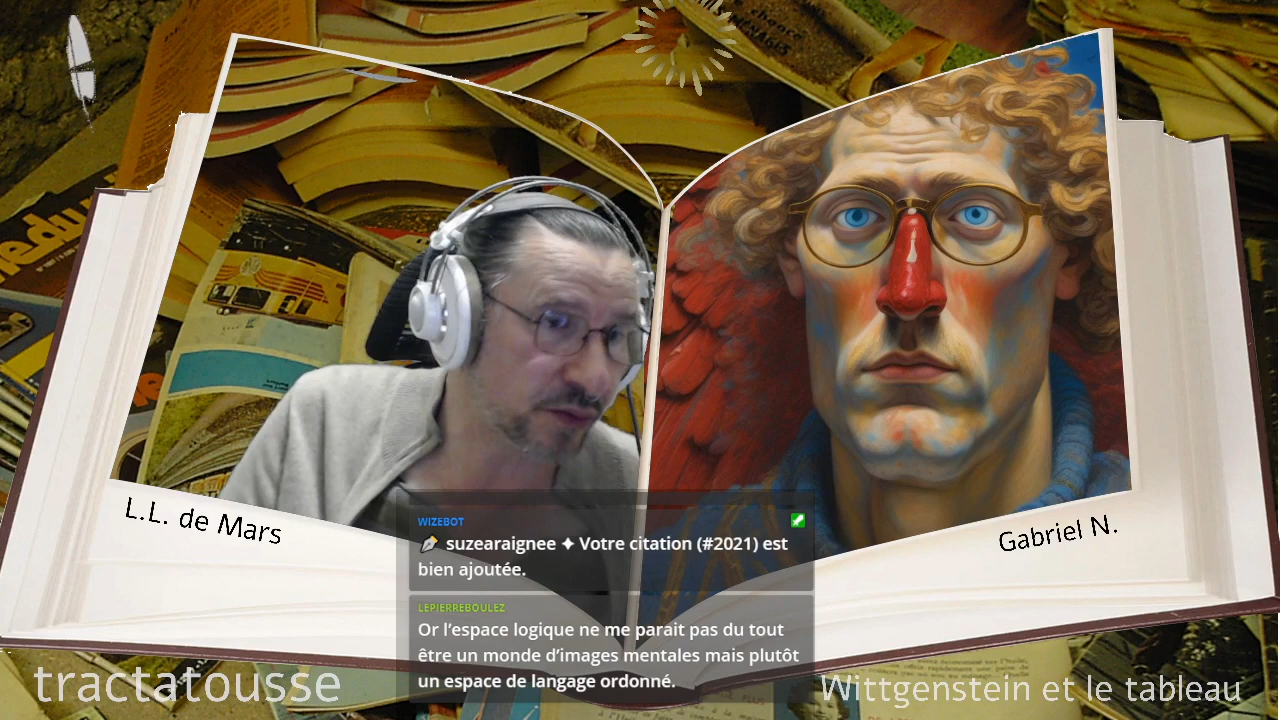 chance
L.L. de Mars
Gabriel N.
WIZEBOT
suzearaignee ✦ Votre citation (#2021) est
bien ajoutée.
LEPIERREBOULEZ
Or l’espace logique ne me parait pas du tout
être un monde d’images mentales mais plutôt
un espace de langage ordonné.
tractatousse
Wittgenstein et le tableau